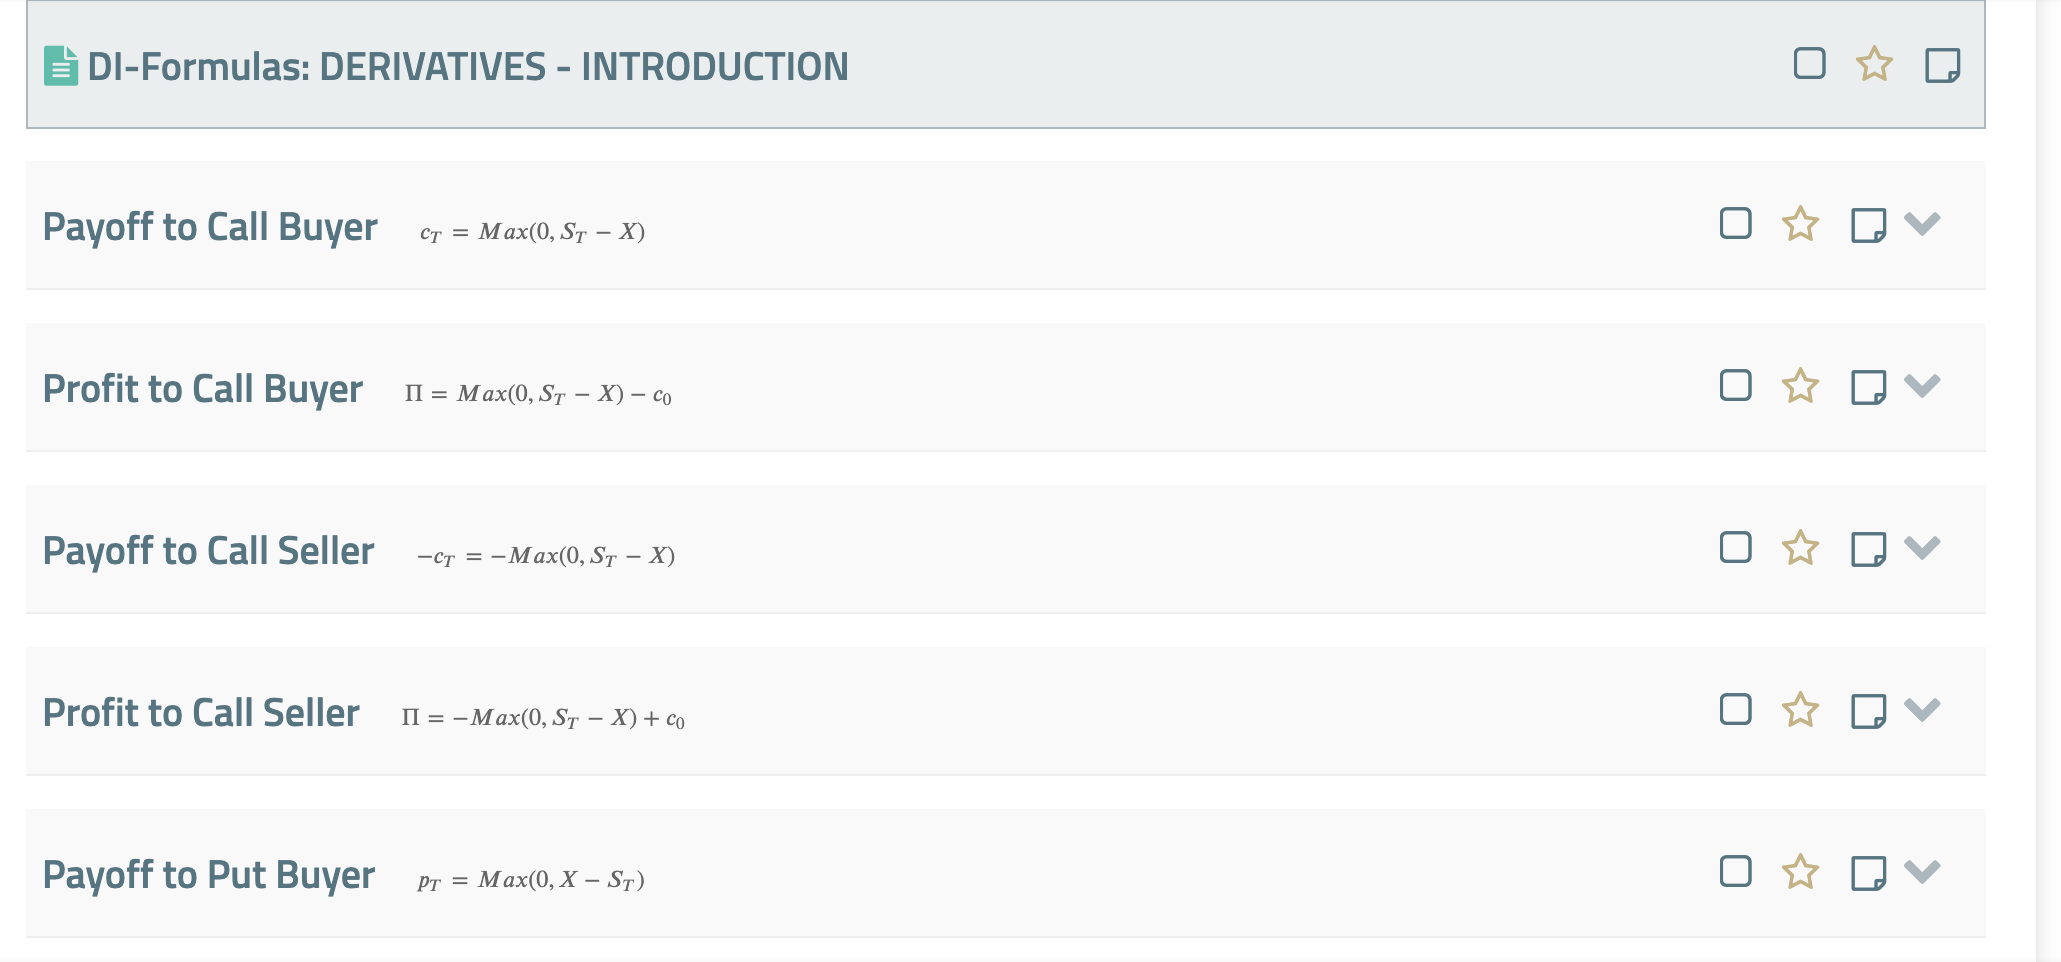 DI-Formulas: DERIVATIVES - INTRODUCTION
Payoff to Call Buyer c_T = Max(0, S_T − X)
Profit to Call Buyer Π = Max(0, S_T − X) − c_0
Payoff to Call Seller −c_T = −Max(0, S_T − X)
Profit to Call Seller Π = −Max(0, S_T − X) + c_0
Payoff to Put Buyer p_T = Max(0, X − S_T)